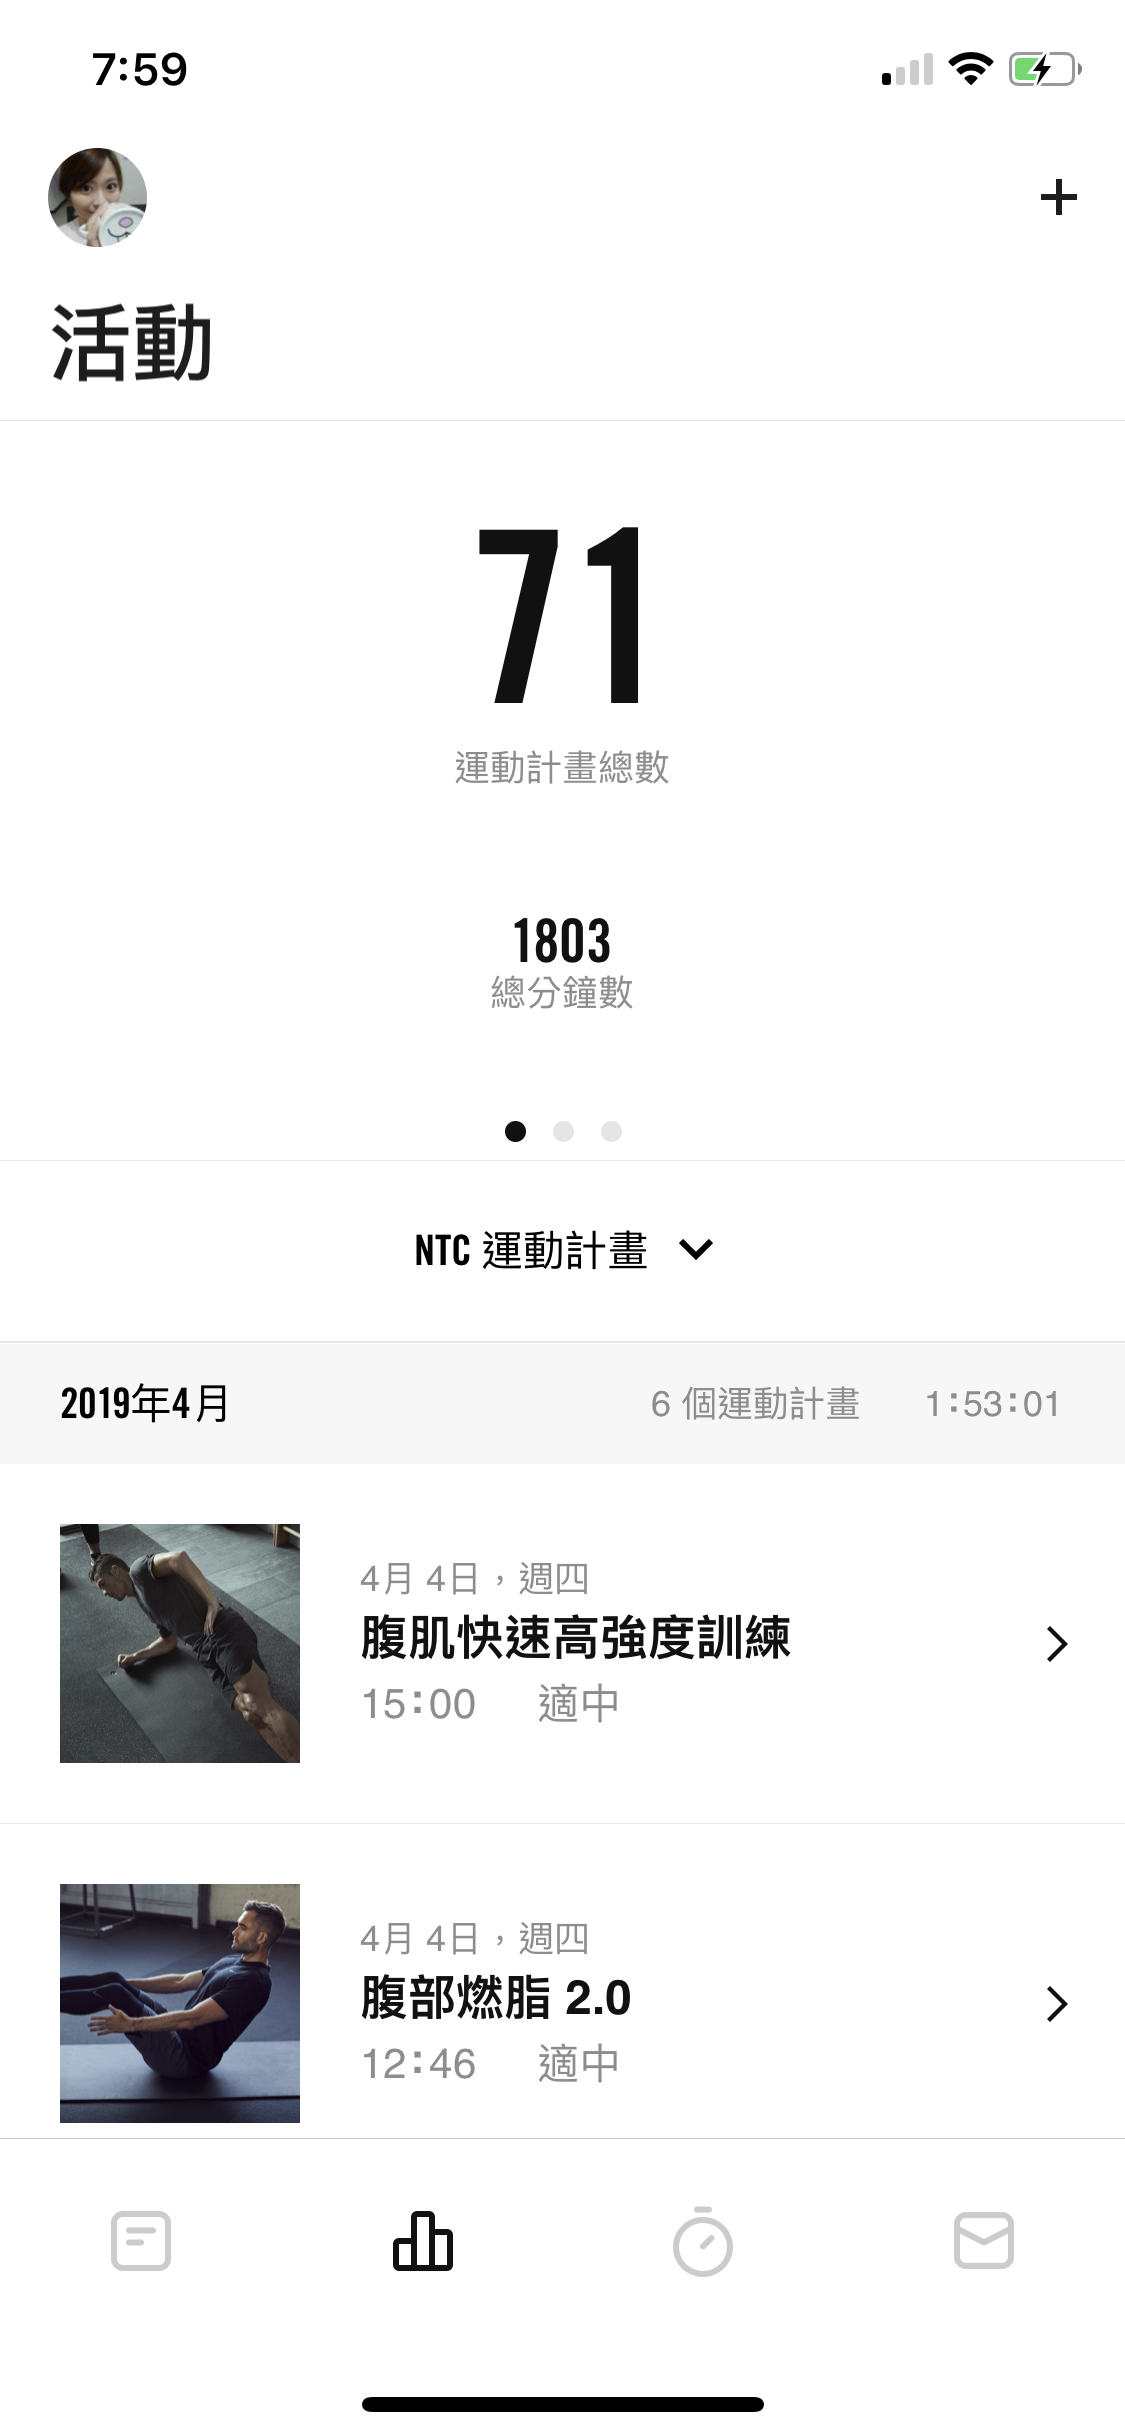 7:59
活動
71
運動計畫總數
1803
總分鐘數
NTC 運動計畫
2019年4月 6 個運動計畫 1:53:01
4月 4日，週四
腹肌快速高強度訓練
15:00 適中
4月 4日，週四
腹部燃脂 2.0
12:46 適中